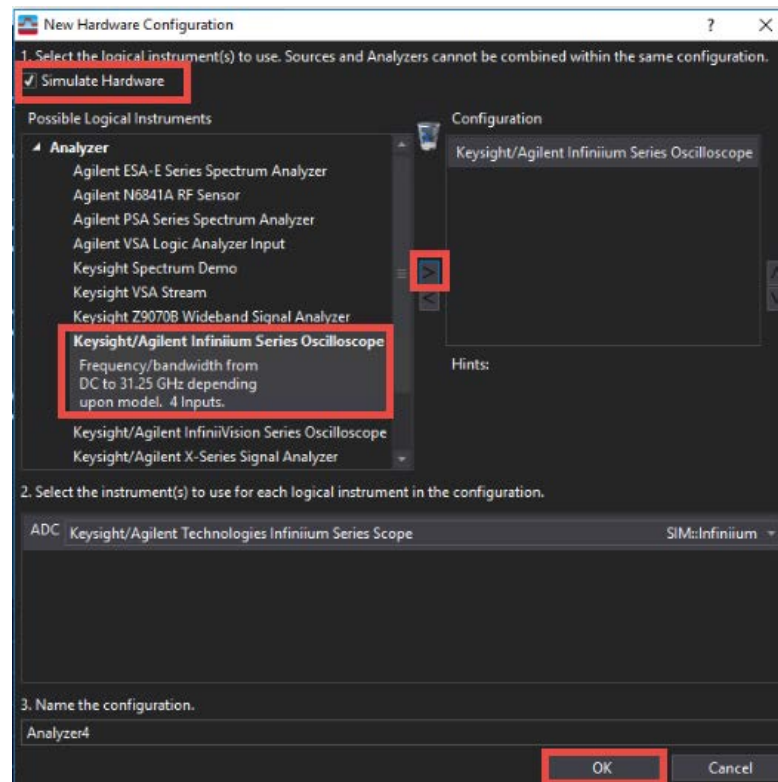 New Hardware Configuration ? X
1. Select the logical instrument(s) to use. Sources and Analyzers cannot be combined within the same configuration.
Simulate Hardware
Possible Logical Instruments
Analyzer
Agilent ESA-E Series Spectrum Analyzer
Agilent N6841A RF Sensor
Agilent PSA Series Spectrum Analyzer
Agilent VSA Logic Analyzer Input
Keysight Spectrum Demo
Keysight VSA Stream
Keysight Z9070B Wideband Signal Analyzer
Keysight/Agilent Infiniium Series Oscilloscope
Frequency/bandwidth from
DC to 31.25 GHz depending
upon model. 4 Inputs.
Keysight/Agilent InfiniiVision Series Oscilloscope
Keysight/Agilent X-Series Signal Analyzer
>
<
Configuration
Keysight/Agilent Infiniium Series Oscilloscope
Hints:
2. Select the instrument(s) to use for each logical instrument in the configuration.
ADC Keysight/Agilent Technologies Infiniium Series Scope SIM::Infiniium
3. Name the configuration.
Analyzer4
OK Cancel